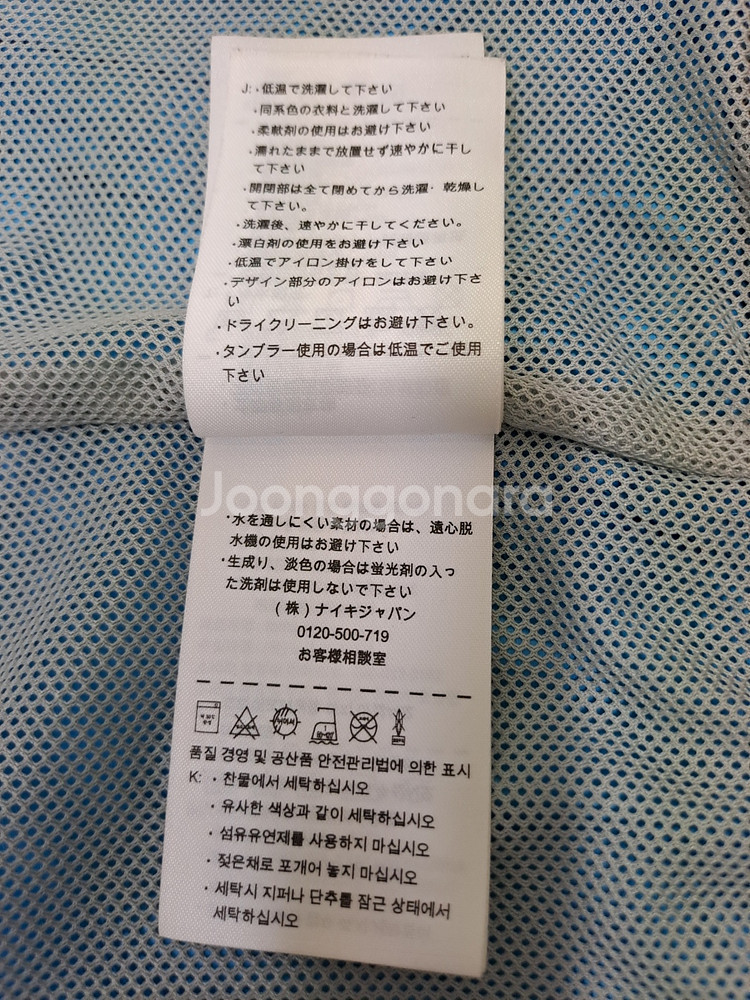 J: ・低温で洗濯して下さい
・同系色の衣料と洗濯して下さい
・柔軟剤の使用はお避け下さい
・濡れたままで放置せず速やかに干し
て下さい
・開閉部は全て閉めてから洗濯・乾燥し
て下さい。
・洗濯後、速やかに干してください。
・漂白剤の使用をお避け下さい
・低温でアイロン掛けをして下さい
・デザイン部分のアイロンはお避け下さ
い
・ドライクリーニングはお避け下さい。
・タンブラー使用の場合は低温でご使用
下さい
Joonggonara
・水を通しにくい素材の場合は、遠心脱
水機の使用はお避け下さい
・生成り、淡色の場合は蛍光剤の入っ
た洗剤は使用しないで下さい
(株)ナイキジャパン
0120-500-719
お客様相談室
품질 경영 및 공산품 안전관리법에 의한 표시
K: ・찬물에서 세탁하십시오
・유사한 색상과 같이 세탁하십시오
・섬유유연제를 사용하지 마십시오
・젖은채로 포개어 놓지 마십시오
・세탁시 지퍼나 단추를 잠근 상태에서
세탁하십시오